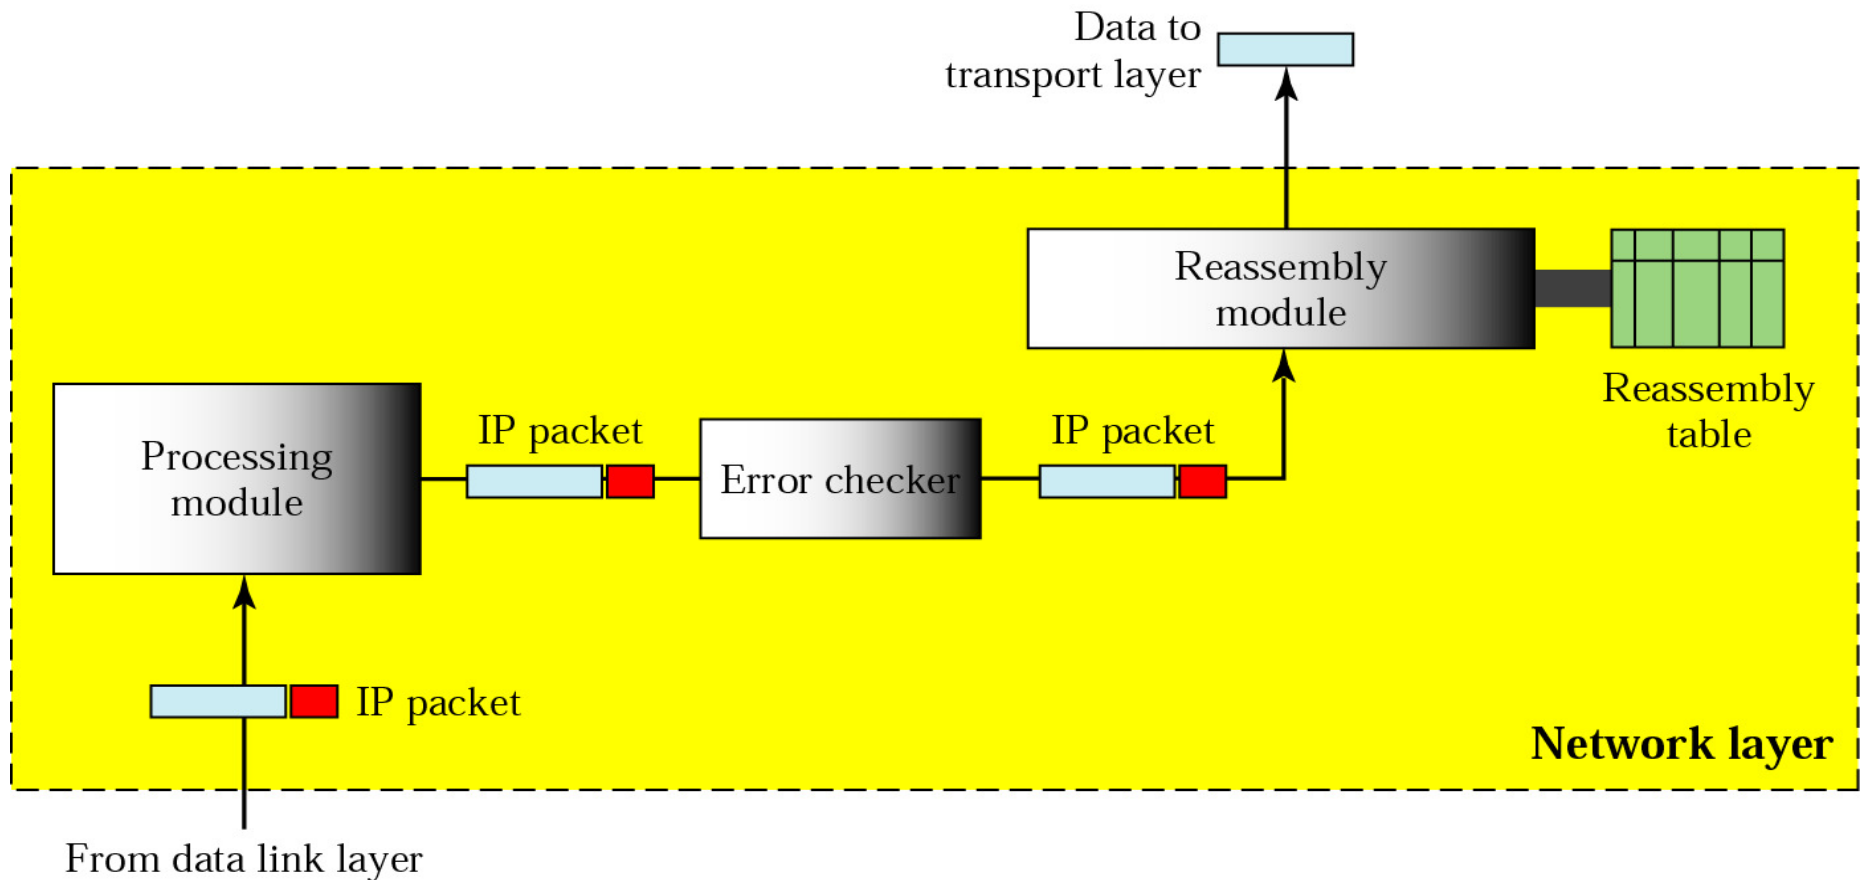 Data to
transport layer
Reassembly
module
Reassembly
table
IP packet
IP packet
Processing
module
Error checker
IP packet
Network layer
From data link layer